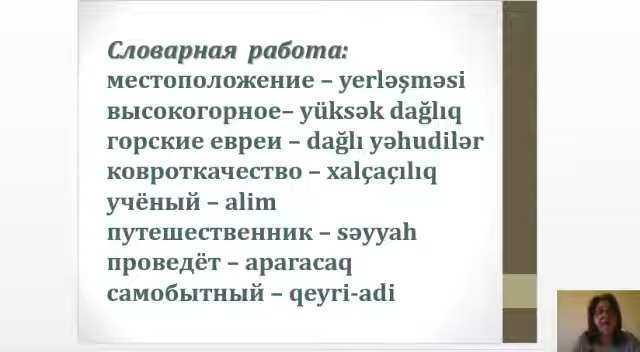 Словарная работа:
местоположение – yerləşməsi
высокогорное– yüksək dağlıq
горские евреи – dağlı yəhudilər
ковроткачество – xalçaçılıq
учёный – alim
путешественник – səyyah
проведёт – aparacaq
самобытный – qeyri-adi